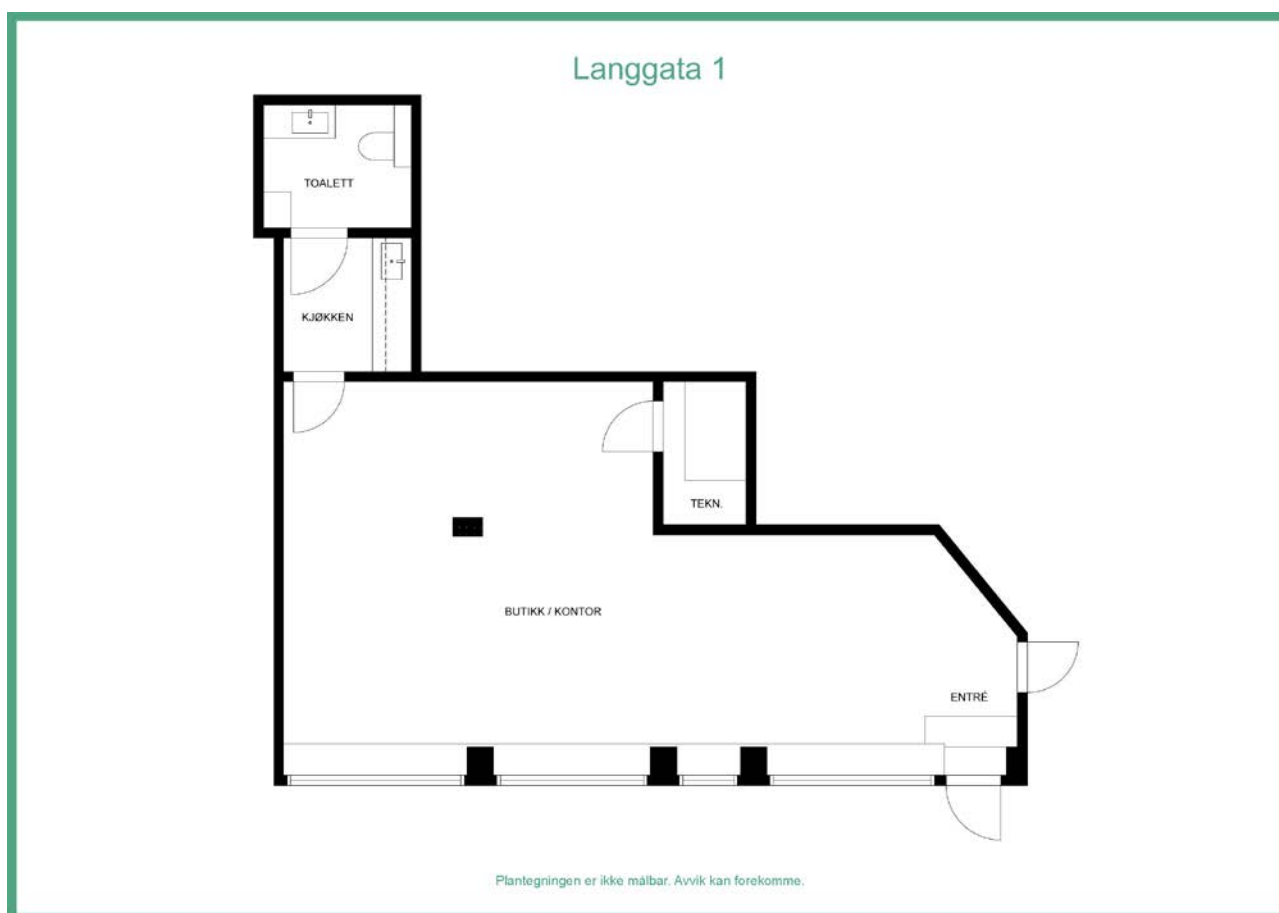 Langgata 1
TOALETT
KJØKKEN
TEKN.
BUTIKK / KONTOR
ENTRÉ
Plantegningen er ikke målbar. Avvik kan forekomme.